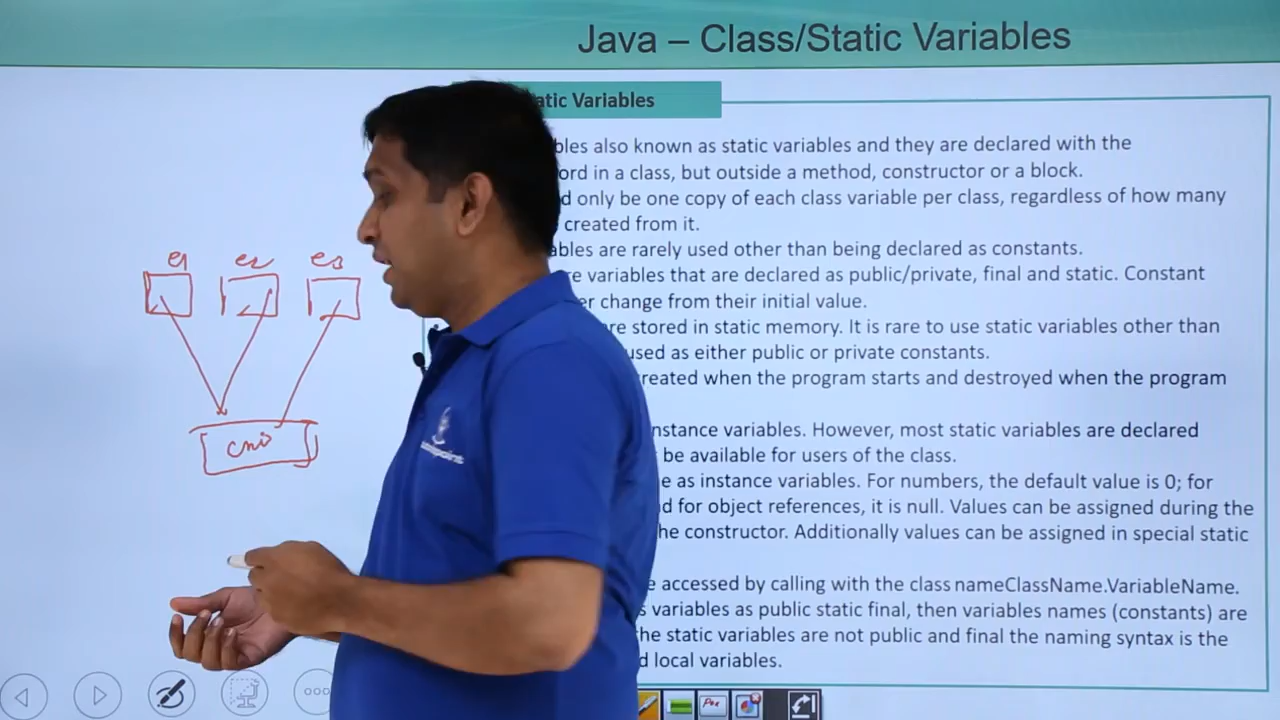 Java – Class/Static Variables
atic Variables
bles also known as static variables and they are declared with the
ord in a class, but outside a method, constructor or a block.
d only be one copy of each class variable per class, regardless of how many
created from it.
ables are rarely used other than being declared as constants.
re variables that are declared as public/private, final and static. Constant
er change from their initial value.
re stored in static memory. It is rare to use static variables other than
used as either public or private constants.
reated when the program starts and destroyed when the program
nstance variables. However, most static variables are declared
be available for users of the class.
e as instance variables. For numbers, the default value is 0; for
d for object references, it is null. Values can be assigned during the
he constructor. Additionally values can be assigned in special static
e accessed by calling with the class nameClassName.VariableName.
s variables as public static final, then variables names (constants) are
he static variables are not public and final the naming syntax is the
d local variables.
e1 e2 e3